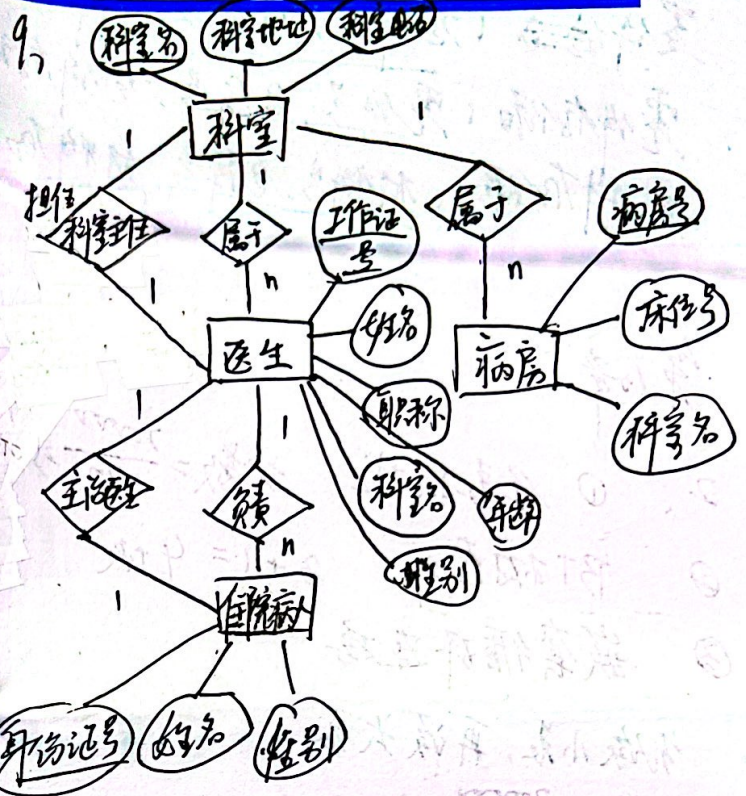 9、
科室名
科室地址
科室电话
科室
1
1
1
担任
科室主任
属于
属于
工作证
号
病房号
1
n
n
医生
姓名
病房
床位号
职称
科室名
1
1
主治医生
负责
科室名
年龄
性别
n
1
住院病人
身份证号
姓名
性别